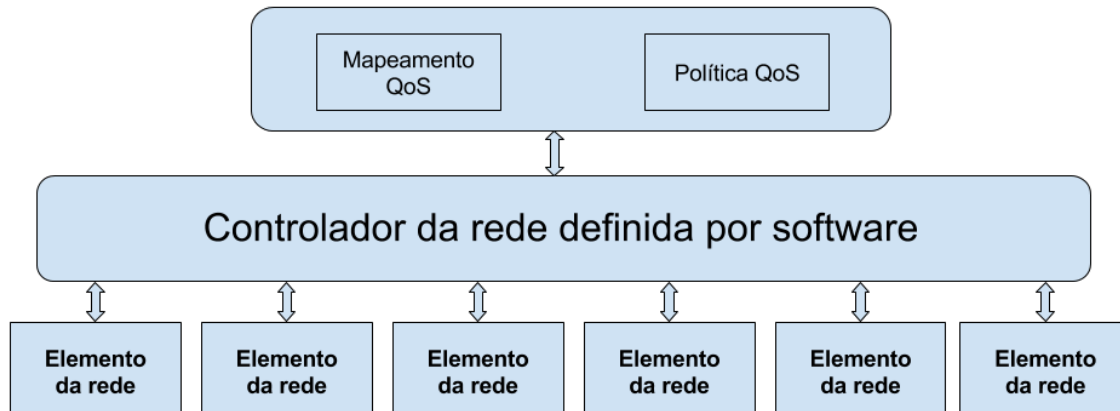 Mapeamento
QoS
Política QoS
Controlador da rede definida por software
Elemento
da rede
Elemento
da rede
Elemento
da rede
Elemento
da rede
Elemento
da rede
Elemento
da rede